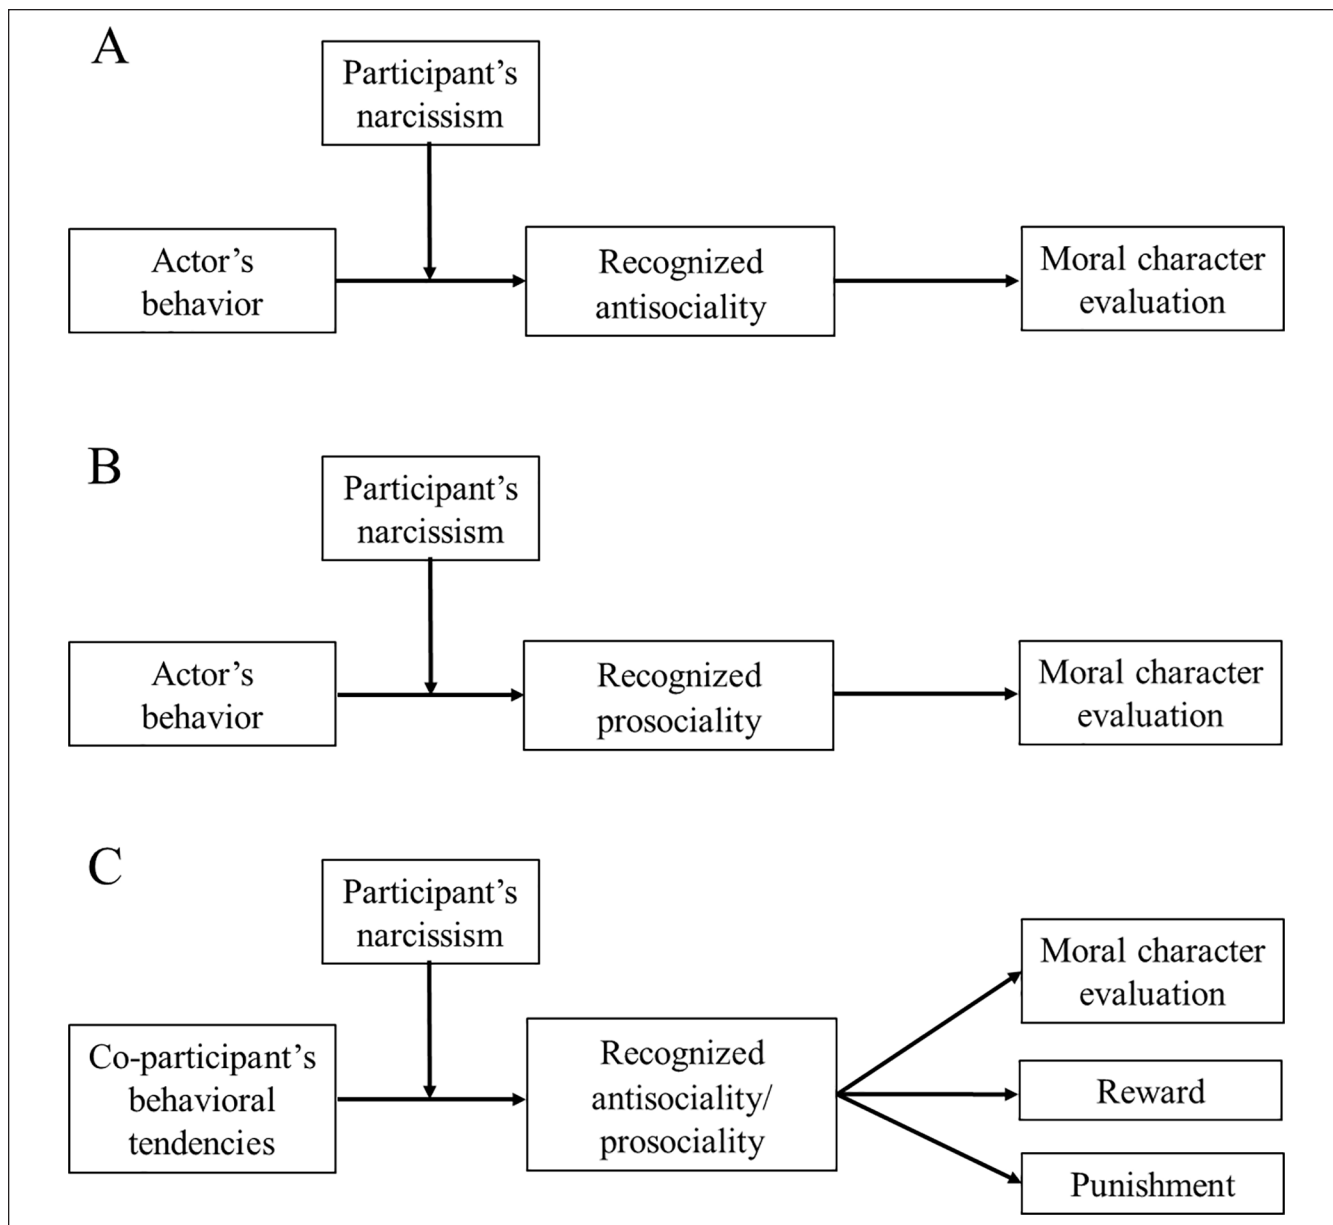 A
Participant’s
narcissism
Actor’s
behavior
Recognized
antisociality
Moral character
evaluation
B
Participant’s
narcissism
Actor’s
behavior
Recognized
prosociality
Moral character
evaluation
C
Participant’s
narcissism
Co-participant’s
behavioral
tendencies
Recognized
antisociality/
prosociality
Moral character
evaluation
Reward
Punishment